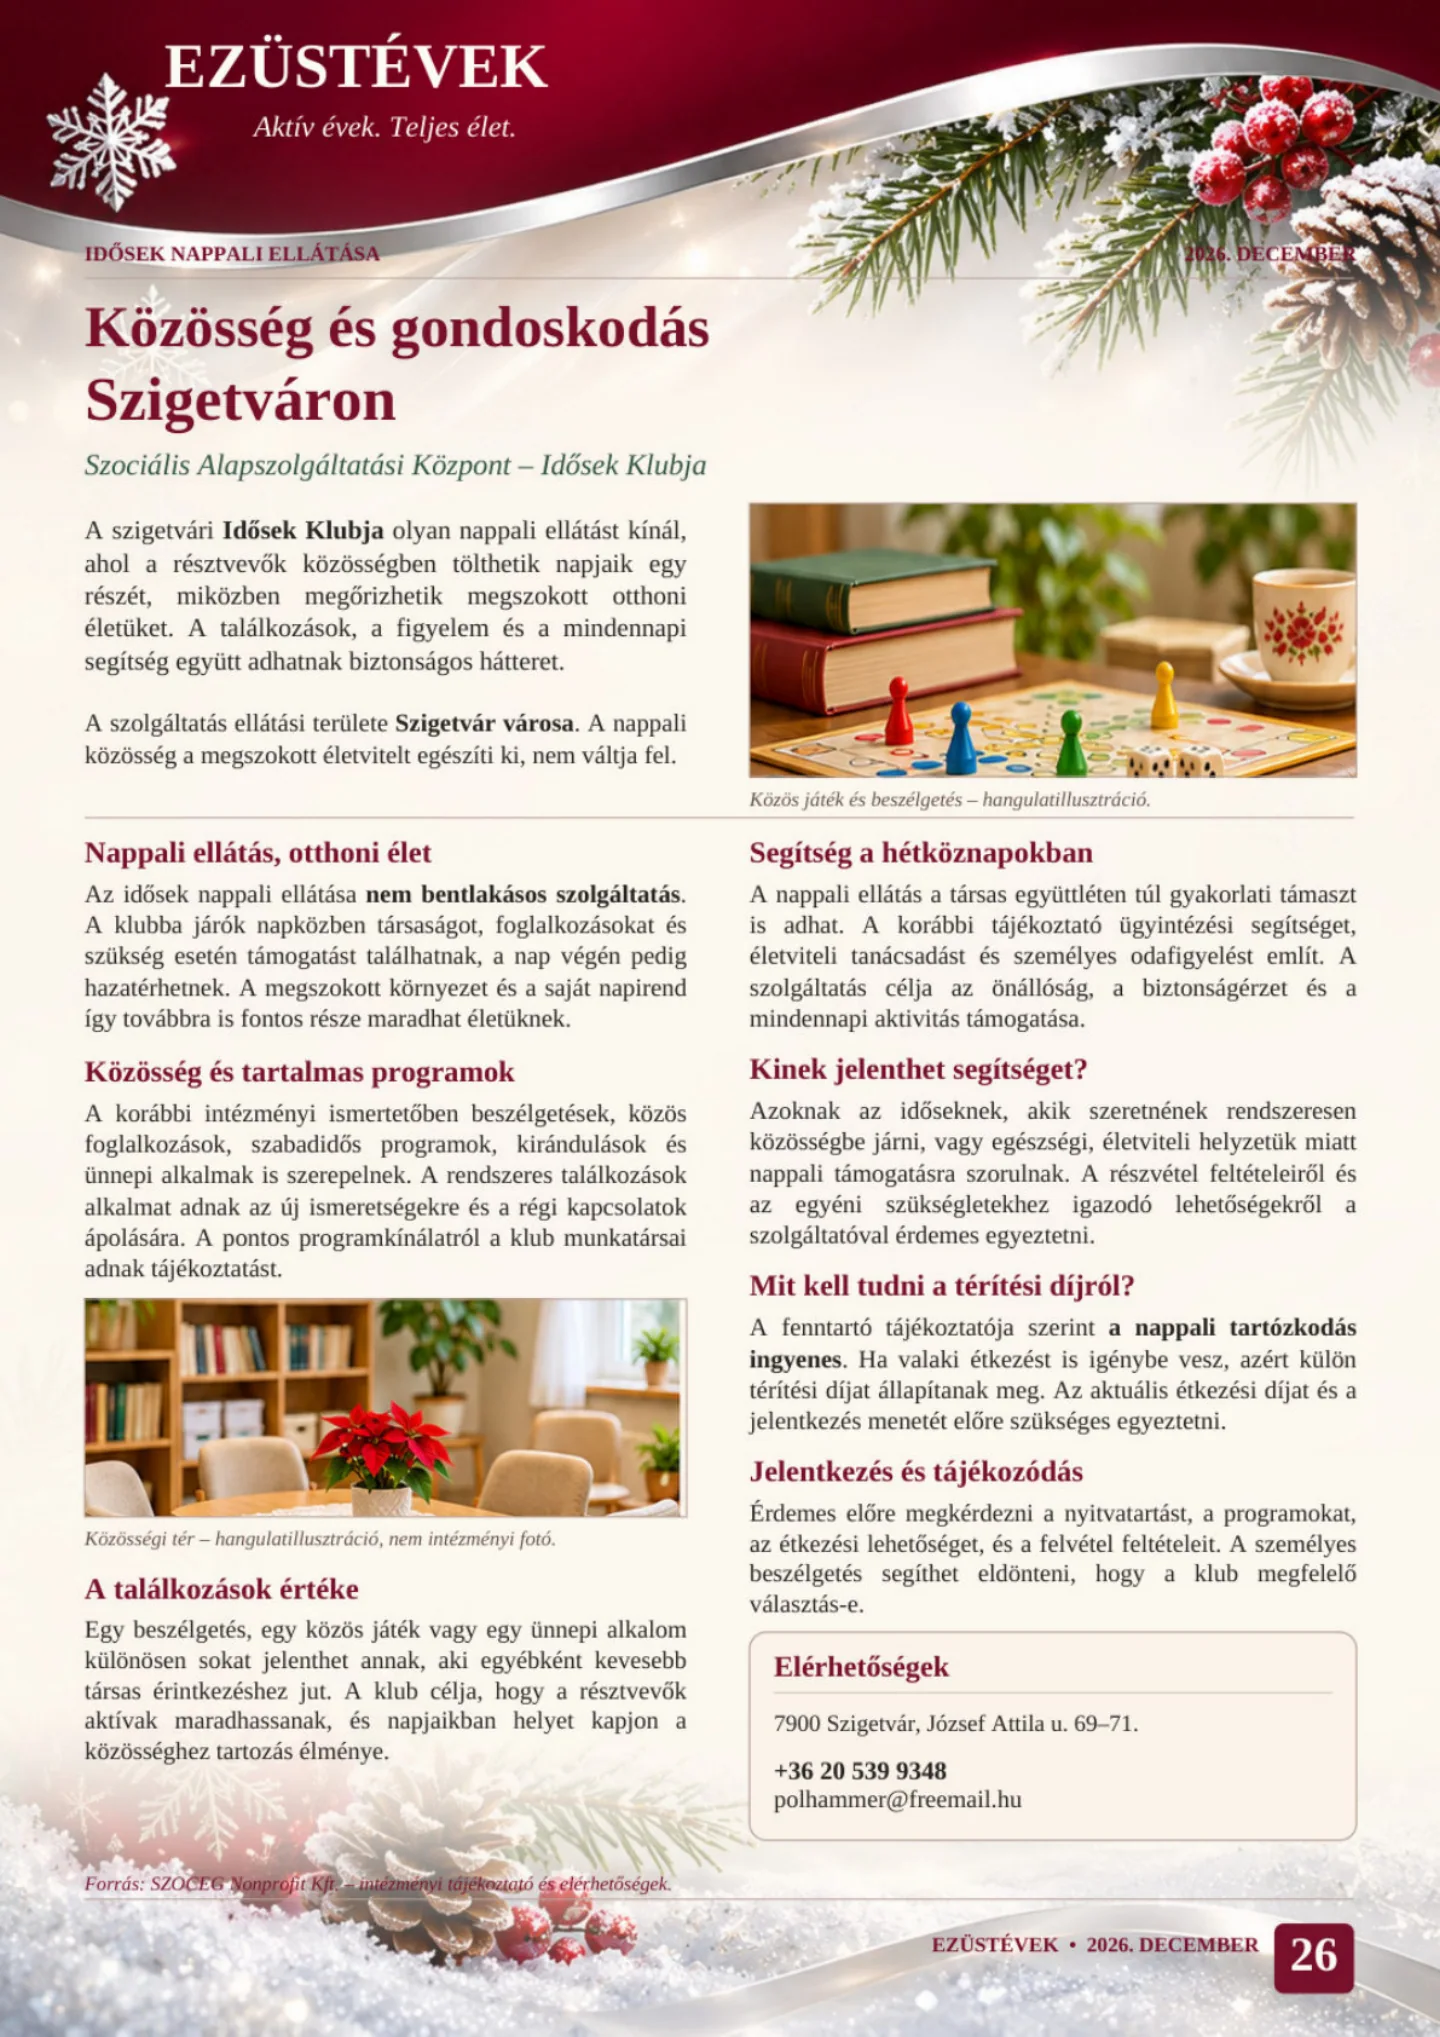 EZÜSTÉVEK
Aktív évek. Teljes élet.
IDŐSEK NAPPALI ELLÁTÁSA
2026. DECEMBER
Közösség és gondoskodás
Szigetváron
Szociális Alapszolgáltatási Központ – Idősek Klubja
A szigetvári Idősek Klubja olyan nappali ellátást kínál,
ahol a résztvevők közösségben tölthetik napjaik egy
részét, miközben megőrizhetik megszokott otthoni
életüket. A találkozások, a figyelem és a mindennapi
segítség együtt adhatnak biztonságos hátteret.
A szolgáltatás ellátási területe Szigetvár városa. A nappali
közösség a megszokott életvitelt egészíti ki, nem váltja fel.
Közös játék és beszélgetés – hangulatillusztráció.
Nappali ellátás, otthoni élet
Az idősek nappali ellátása nem bentlakásos szolgáltatás.
A klubba járók napközben társaságot, foglalkozásokat és
szükség esetén támogatást találhatnak, a nap végén pedig
hazatérhetnek. A megszokott környezet és a saját napirend
így továbbra is fontos része maradhat életüknek.
Közösség és tartalmas programok
A korábbi intézményi ismertetőben beszélgetések, közös
foglalkozások, szabadidős programok, kirándulások és
ünnepi alkalmak is szerepelnek. A rendszeres találkozások
alkalmat adnak az új ismeretségekre és a régi kapcsolatok
ápolására. A pontos programkínálatról a klub munkatársai
adnak tájékoztatást.
Közösségi tér – hangulatillusztráció, nem intézményi fotó.
A találkozások értéke
Egy beszélgetés, egy közös játék vagy egy ünnepi alkalom
különösen sokat jelenthet annak, aki egyébként kevesebb
társas érintkezéshez jut. A klub célja, hogy a résztvevők
aktívak maradhassanak, és napjaikban helyet kapjon a
közösséghez tartozás élménye.
Segítség a hétköznapokban
A nappali ellátás a társas együttléten túl gyakorlati támaszt
is adhat. A korábbi tájékoztató ügyintézési segítséget,
életviteli tanácsadást és személyes odafigyelést említ. A
szolgáltatás célja az önállóság, a biztonságérzet és a
mindennapi aktivitás támogatása.
Kinek jelenthet segítséget?
Azoknak az időseknek, akik szeretnének rendszeresen
közösségbe járni, vagy egészségi, életviteli helyzetük miatt
nappali támogatásra szorulnak. A részvétel feltételeiről és
az egyéni szükségletekhez igazodó lehetőségekről a
szolgáltatóval érdemes egyeztetni.
Mit kell tudni a térítési díjról?
A fenntartó tájékoztatója szerint a nappali tartózkodás
ingyenes. Ha valaki étkezést is igénybe vesz, azért külön
térítési díjat állapítanak meg. Az aktuális étkezési díjat és a
jelentkezés menetét előre szükséges egyeztetni.
Jelentkezés és tájékozódás
Érdemes előre megkérdezni a nyitvatartást, a programokat,
az étkezési lehetőséget, és a felvétel feltételeit. A személyes
beszélgetés segíthet eldönteni, hogy a klub megfelelő
választás-e.
Elérhetőségek
7900 Szigetvár, József Attila u. 69–71.
+36 20 539 9348
polhammer@freemail.hu
Forrás: SZOCEG Nonprofit Kft. – intézményi tájékoztató és elérhetőségek.
EZÜSTÉVEK • 2026. DECEMBER
26